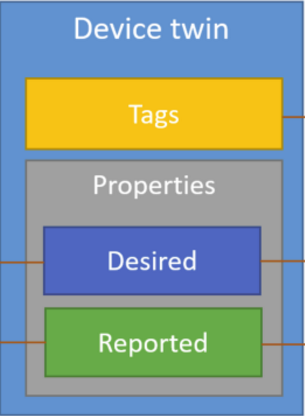 Device twin
Tags
Properties
Desired
Reported